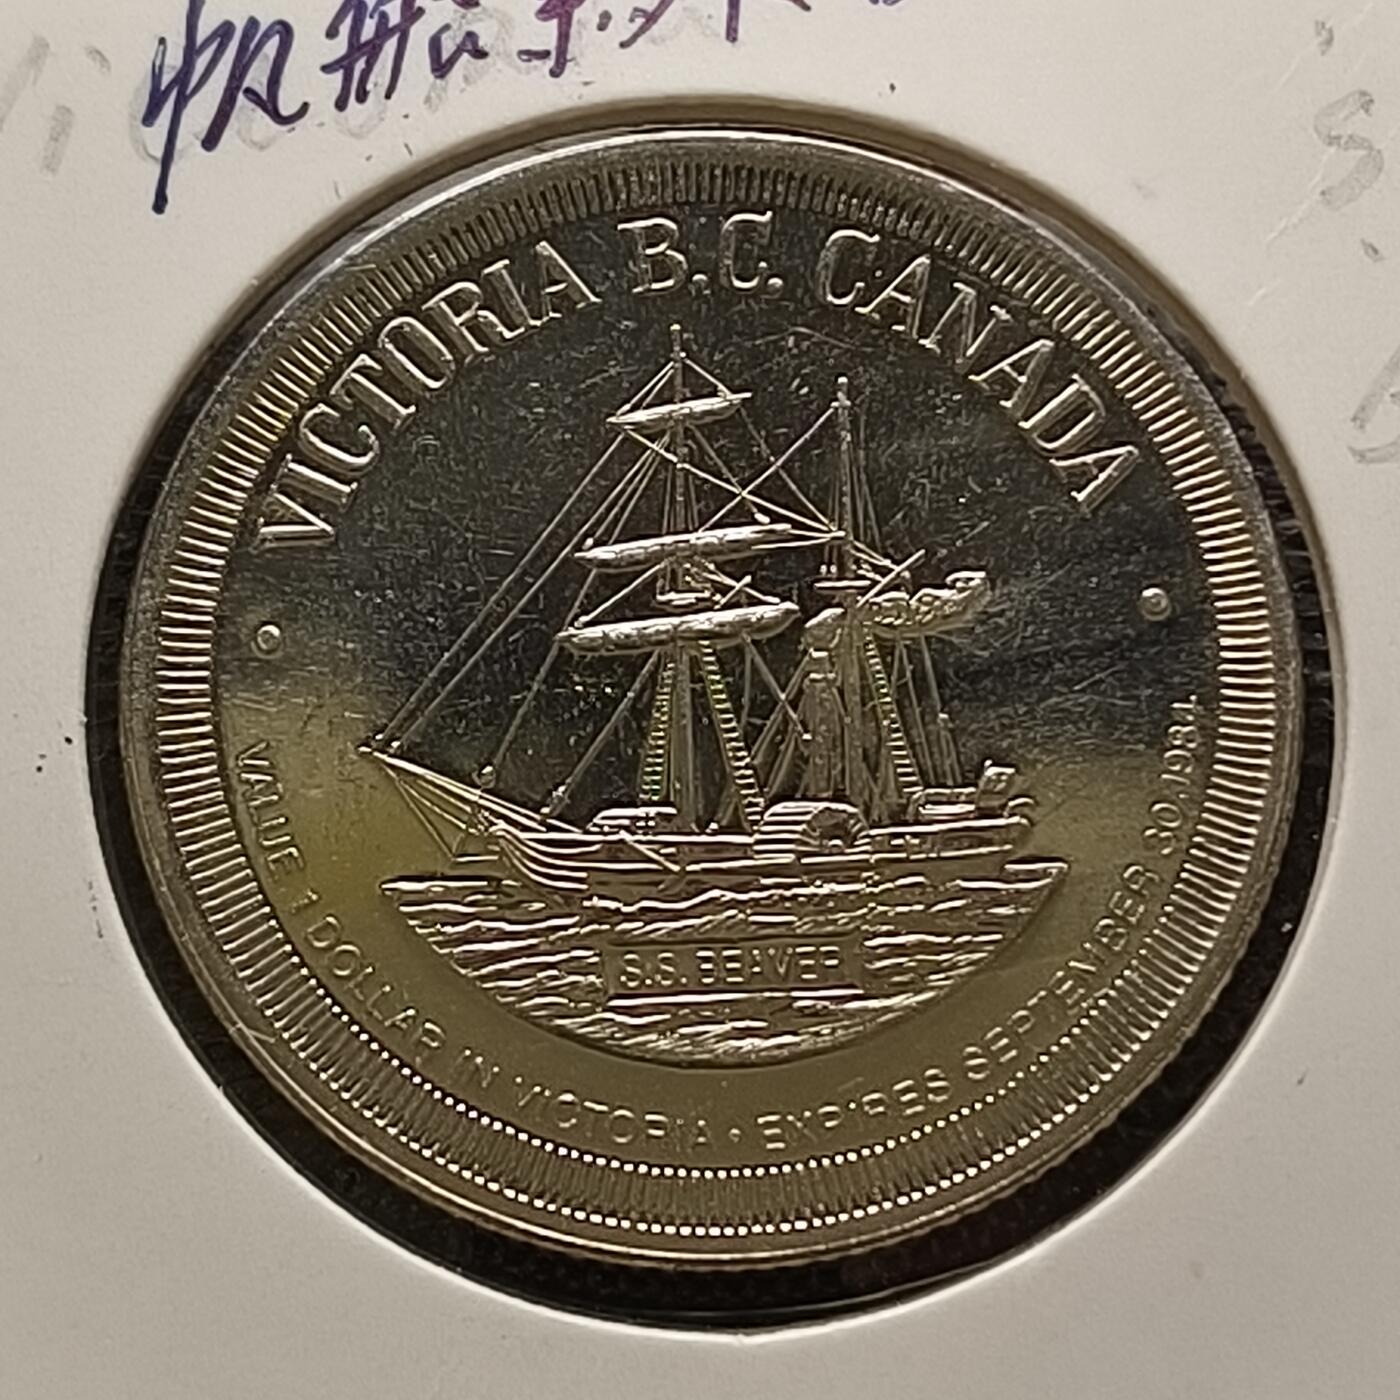 帆船
VICTORIA B.C. CANADA
S.S. BEAVER
VALUE 1 DOLLAR IN VICTORIA • EXPIRES SEPTEMBER 30, 1984